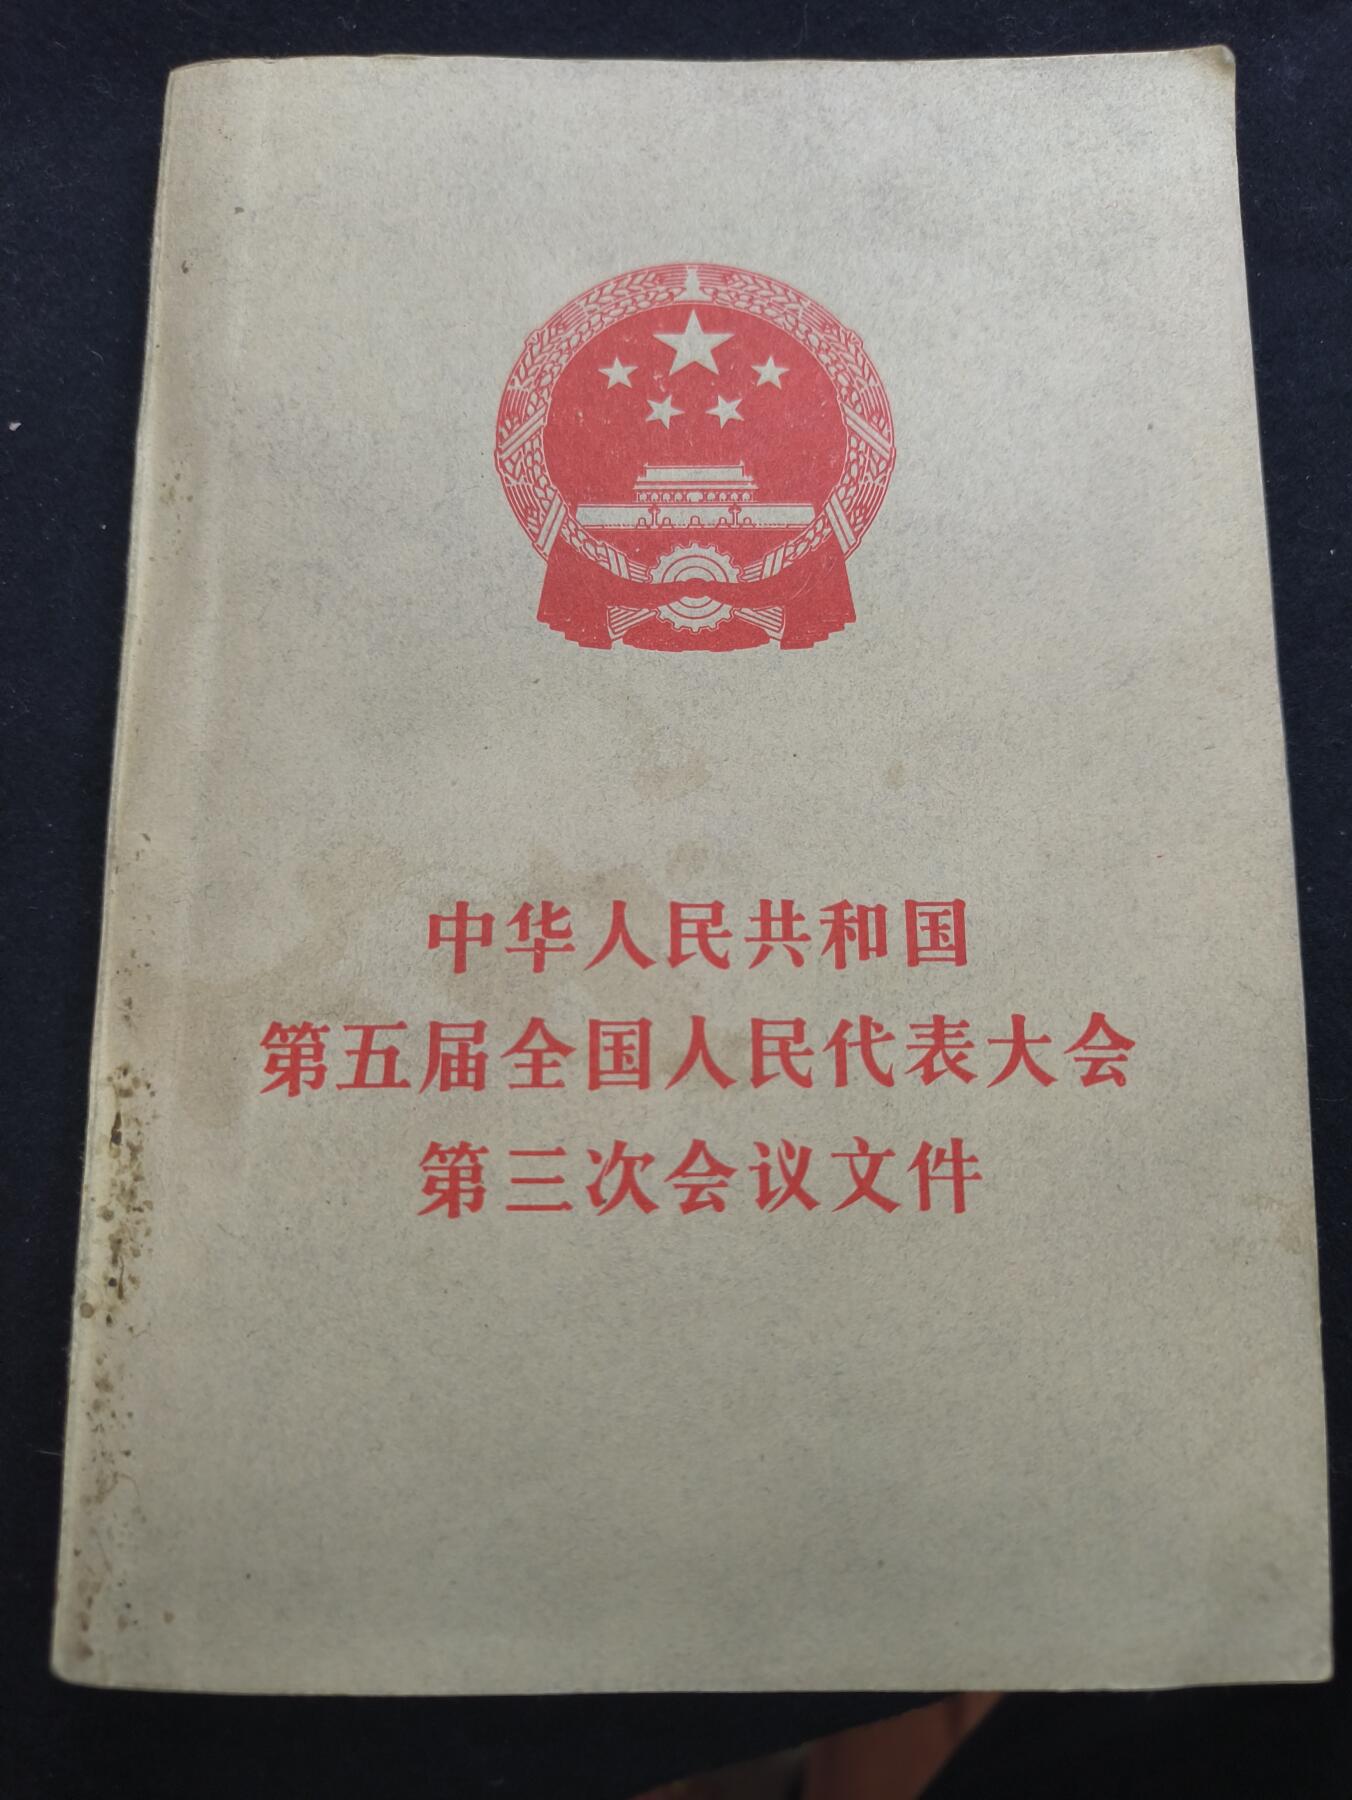 中华人民共和国
第五届全国人民代表大会
第三次会议文件